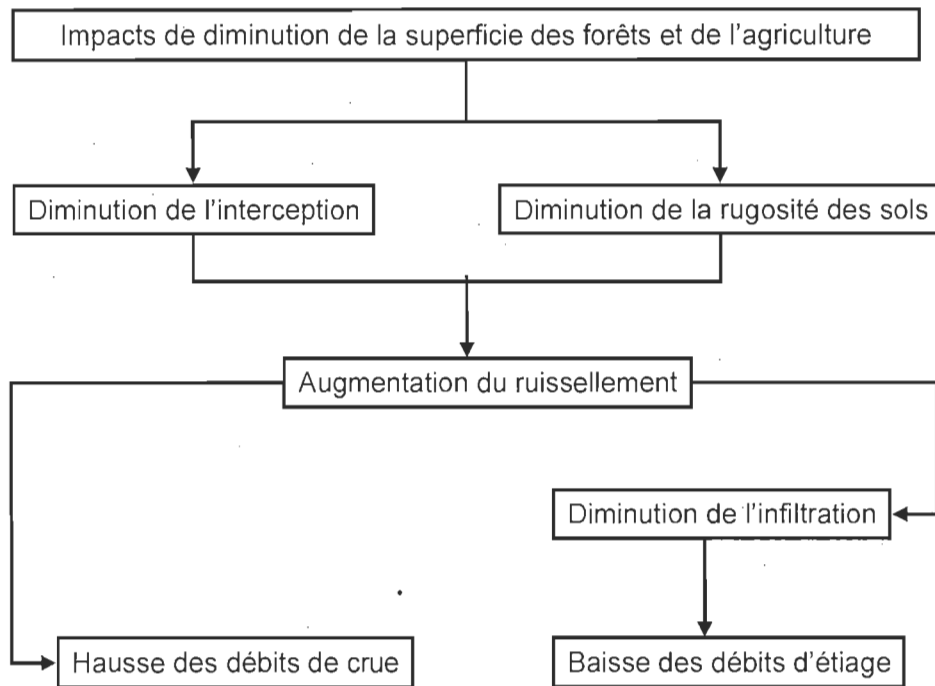 Impacts de diminution de la superficie des forêts et de l'agriculture
Diminution de l'interception
Diminution de la rugosité des sols
Augmentation du ruissellement
Diminution de l'infiltration
Hausse des débits de crue
Baisse des débits d'étiage